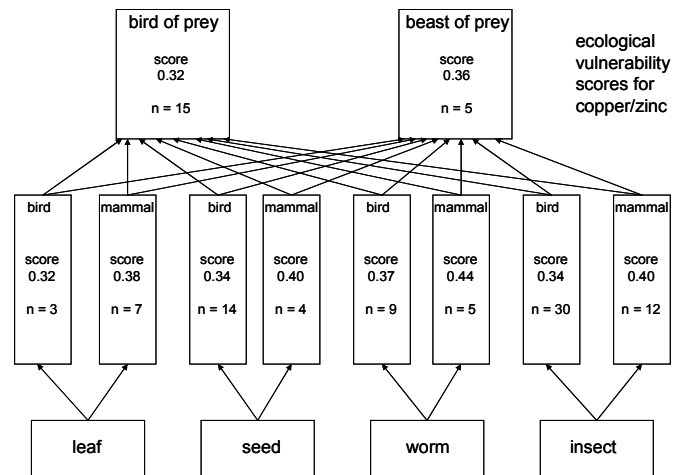 bird of prey
score
0.32
n = 15
beast of prey
score
0.36
n = 5
ecological
vulnerability
scores for
copper/zinc
bird
score
0.32
n = 3
mammal
score
0.38
n = 7
bird
score
0.34
n = 14
mammal
score
0.40
n = 4
bird
score
0.37
n = 9
mammal
score
0.44
n = 5
bird
score
0.34
n = 30
mammal
score
0.40
n = 12
leaf
seed
worm
insect